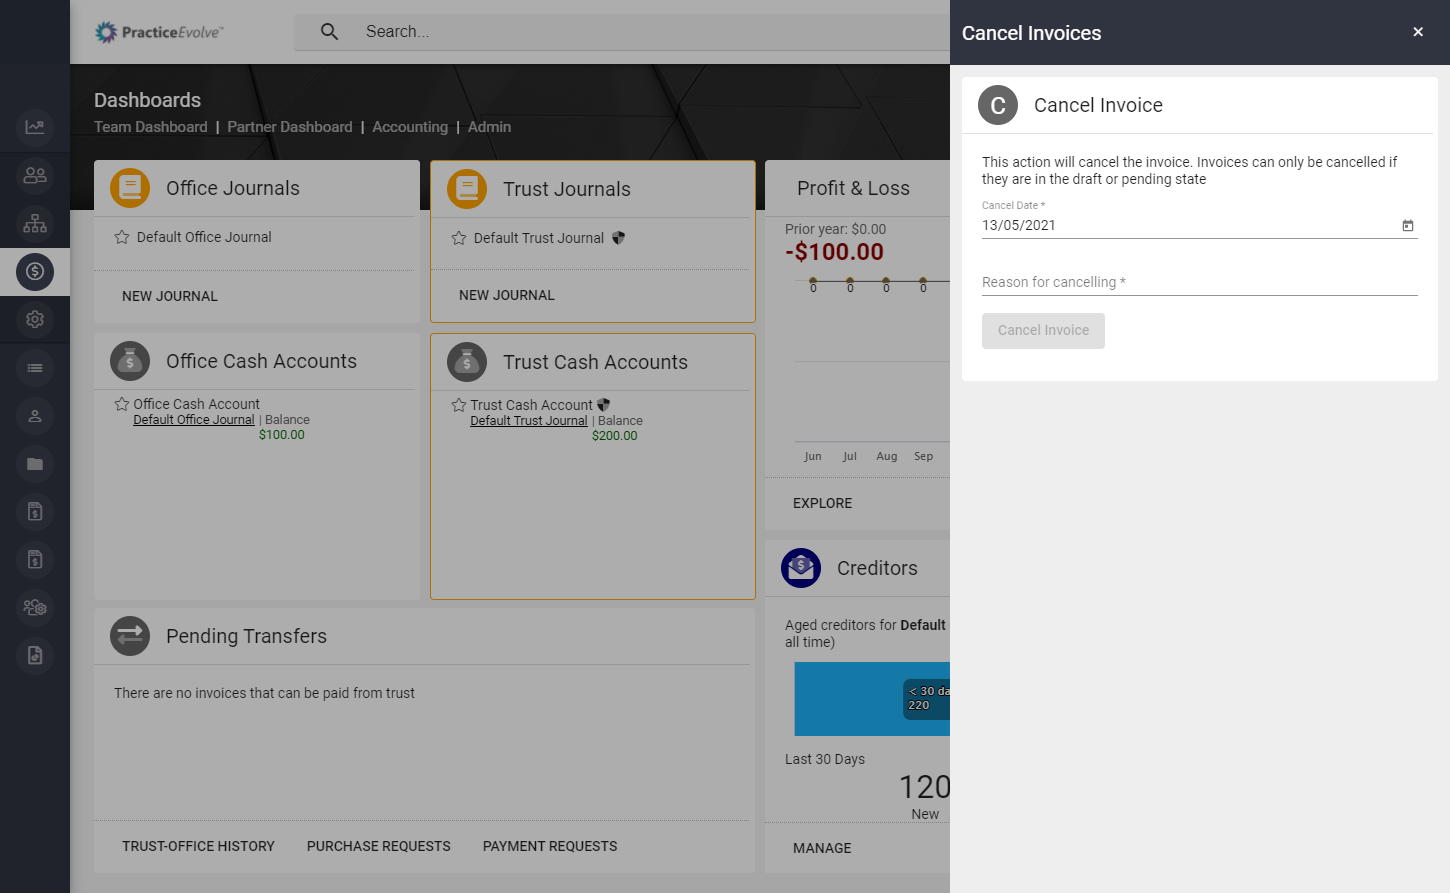 PracticeEvolve™
Search...
Dashboards
Team Dashboard | Partner Dashboard | Accounting | Admin
Office Journals
Default Office Journal
NEW JOURNAL
Trust Journals
Default Trust Journal
NEW JOURNAL
Office Cash Accounts
Office Cash Account
Default Office Journal | Balance
$100.00
Trust Cash Accounts
Trust Cash Account
Default Trust Journal | Balance
$200.00
Pending Transfers
There are no invoices that can be paid from trust
TRUST-OFFICE HISTORY PURCHASE REQUESTS PAYMENT REQUESTS
Profit & Loss
Prior year: $0.00
-$100.00
0 0 0 0
Jun Jul Aug Sep
EXPLORE
$
Creditors
Aged creditors for Default
all time)
< 30 da
220
Last 30 Days
120
New
MANAGE
Cancel Invoices
×
C
Cancel Invoice
This action will cancel the invoice. Invoices can only be cancelled if
they are in the draft or pending state
Cancel Date *
13/05/2021
Reason for cancelling *
Cancel Invoice